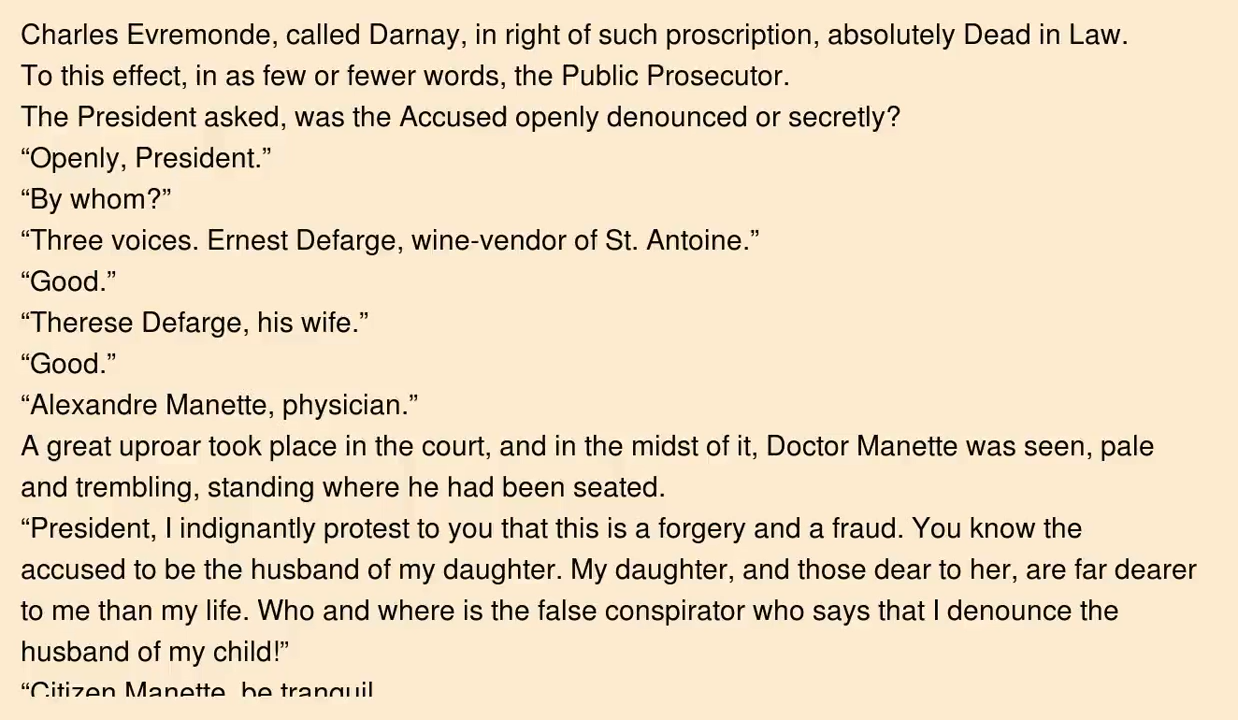 Charles Evremonde, called Darnay, in right of such proscription, absolutely Dead in Law.
To this effect, in as few or fewer words, the Public Prosecutor.
The President asked, was the Accused openly denounced or secretly?
“Openly, President.”
“By whom?”
“Three voices. Ernest Defarge, wine-vendor of St. Antoine.”
“Good.”
“Therese Defarge, his wife.”
“Good.”
“Alexandre Manette, physician.”
A great uproar took place in the court, and in the midst of it, Doctor Manette was seen, pale
and trembling, standing where he had been seated.
“President, I indignantly protest to you that this is a forgery and a fraud. You know the
accused to be the husband of my daughter. My daughter, and those dear to her, are far dearer
to me than my life. Who and where is the false conspirator who says that I denounce the
husband of my child!”
“Citizen Manette, be tranquil.